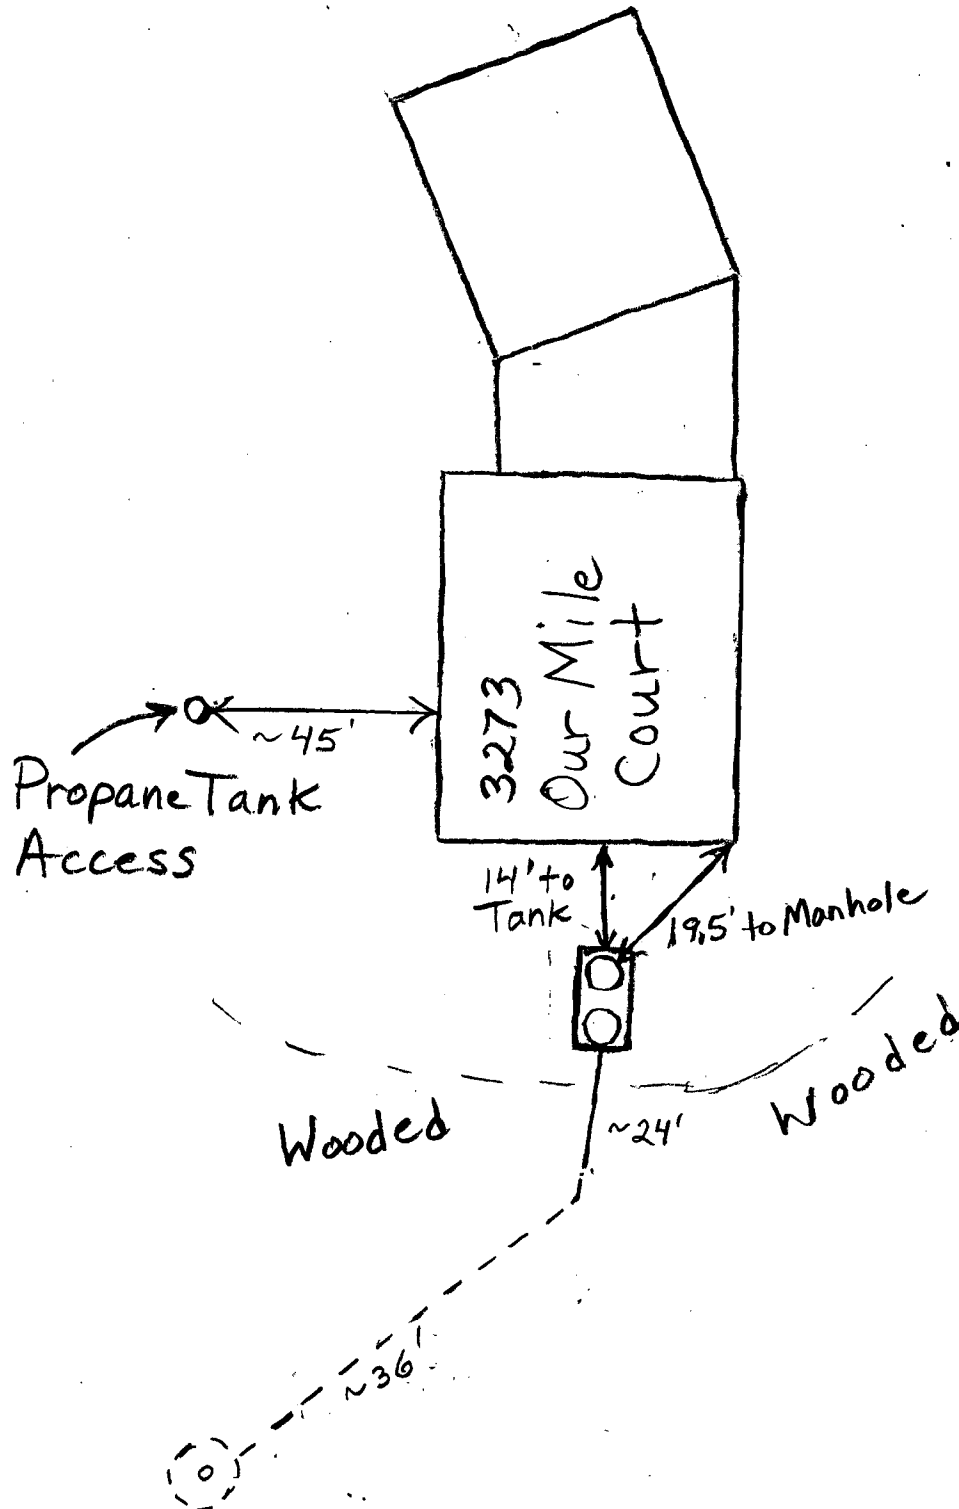 3273
Our Mile
Court
~45'
Propane Tank
Access
14' to
Tank
19.5' to Manhole
Wooded
Wooded
~24'
~36'